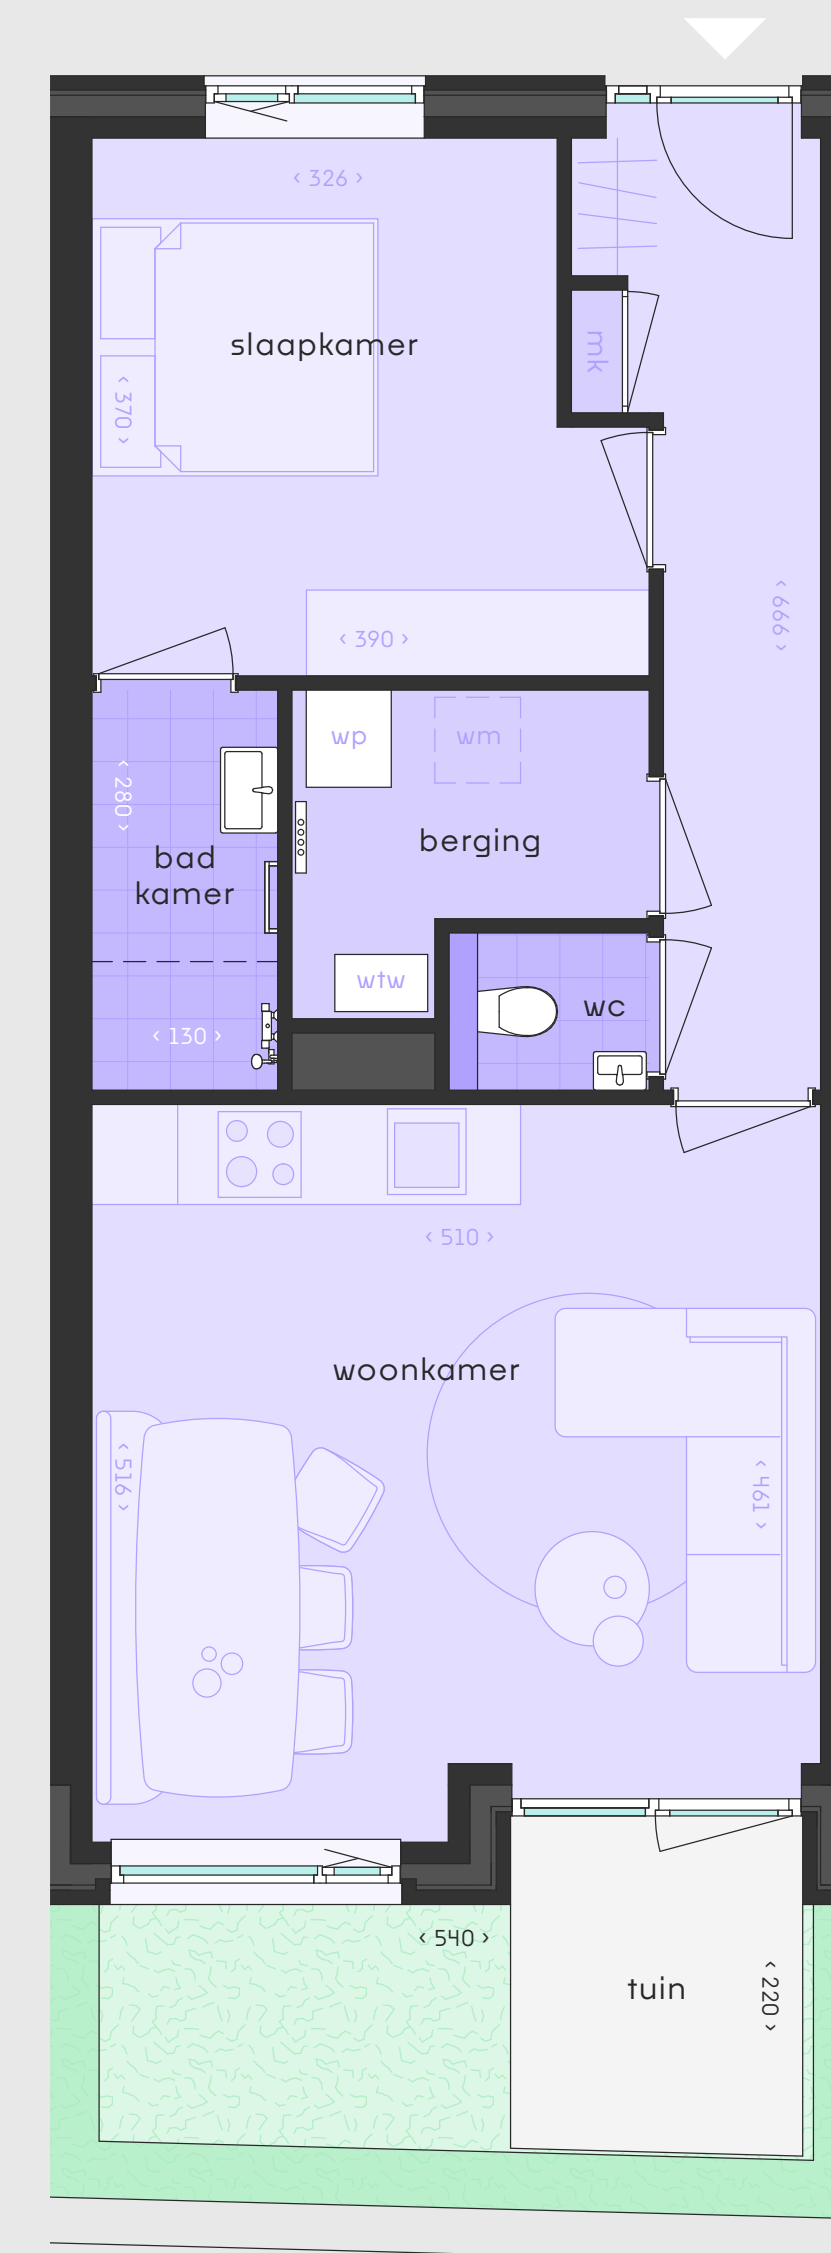 ‹ 326 ›
slaapkamer
mk
‹ 370 ›
‹ 666 ›
‹ 390 ›
wp
wm
‹ 280 ›
berging
bad
kamer
wtw
wc
‹ 130 ›
‹ 510 ›
woonkamer
‹ 516 ›
‹ 461 ›
‹ 540 ›
tuin
‹ 220 ›